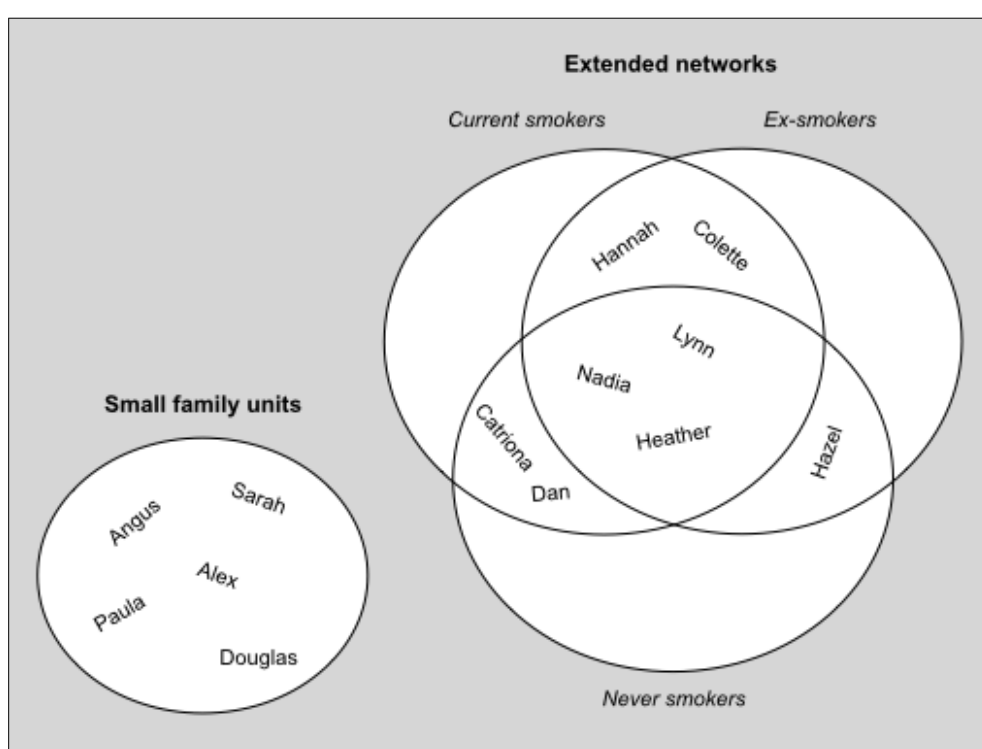 Extended networks
Current smokers
Ex-smokers
Hannah
Colette
Lynn
Nadia
Catriona
Heather
Hazel
Dan
Never smokers
Small family units
Sarah
Angus
Alex
Paula
Douglas